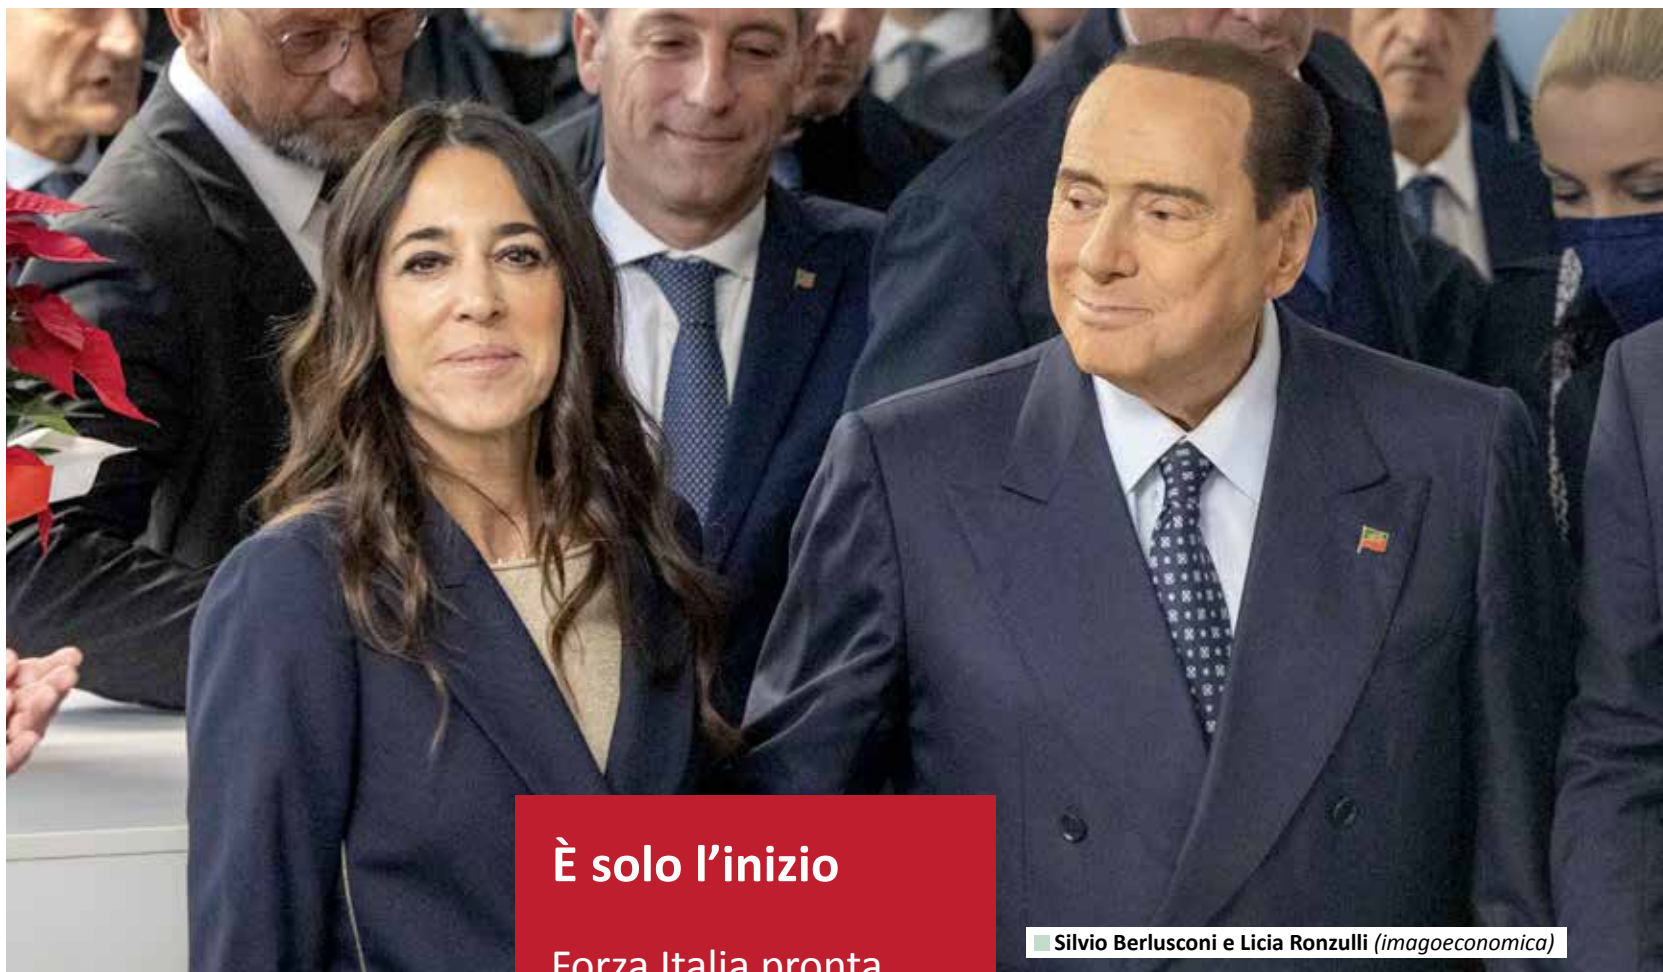 È solo l’inizio
Forza Italia pronta
Silvio Berlusconi e Licia Ronzulli (imagoeconomica)